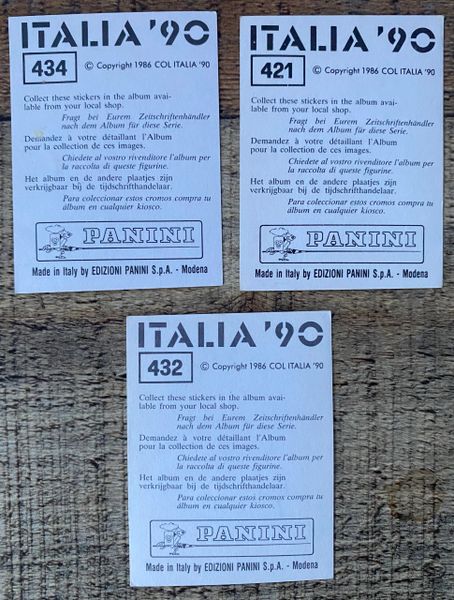 ITALIA '90
434 © Copyright 1986 COL ITALIA '90
Collect these stickers in the album avai-
lable from your local shop.
Fragt bei Eurem Zeitschriftenhändler
nach dem Album für diese Serie.
Demandez à votre détaillant l'Album
pour la collection de ces images.
Chiedete al vostro rivenditore l'album per
la raccolta di queste figurine.
Het album en de andere plaatjes zijn
verkrijgbaar bij de tijdschrifthandelaar.
Para coleccionar estos cromos compra tu
álbum en cualquier kiosco.
PANINI
Made in Italy by EDIZIONI PANINI S.p.A. - Modena
ITALIA '90
421 © Copyright 1986 COL ITALIA '90
Collect these stickers in the album avai-
lable from your local shop.
Fragt bei Eurem Zeitschriftenhändler
nach dem Album für diese Serie.
Demandez à votre détaillant l'Album
pour la collection de ces images.
Chiedete al vostro rivenditore l'album per
la raccolta di queste figurine.
Het album en de andere plaatjes zijn
verkrijgbaar bij de tijdschrifthandelaar.
Para coleccionar estos cromos compra tu
álbum en cualquier kiosco.
PANINI
Made in Italy by EDIZIONI PANINI S.p.A. - Modena
ITALIA '90
432 © Copyright 1986 COL ITALIA '90
Collect these stickers in the album avai-
lable from your local shop.
Fragt bei Eurem Zeitschriftenhändler
nach dem Album für diese Serie.
Demandez à votre détaillant l'Album
pour la collection de ces images.
Chiedete al vostro rivenditore l'album per
la raccolta di queste figurine.
Het album en de andere plaatjes zijn
verkrijgbaar bij de tijdschrifthandelaar.
Para coleccionar estos cromos compra tu
álbum en cualquier kiosco.
PANINI
Made in Italy by EDIZIONI PANINI S.p.A. - Modena